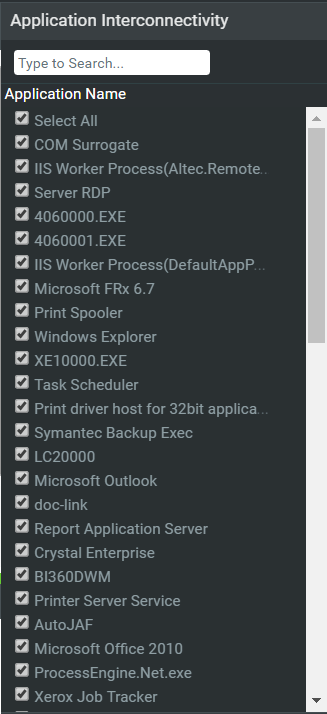 Application Interconnectivity
Type to Search...
Application Name
Select All
COM Surrogate
IIS Worker Process(Altec.Remote..
Server RDP
4060000.EXE
4060001.EXE
IIS Worker Process(DefaultAppP...
Microsoft FRx 6.7
Print Spooler
Windows Explorer
XE10000.EXE
Task Scheduler
Print driver host for 32bit applica...
Symantec Backup Exec
LC20000
Microsoft Outlook
doc-link
Report Application Server
Crystal Enterprise
BI360DWM
Printer Server Service
AutoJAF
Microsoft Office 2010
ProcessEngine.Net.exe
Xerox Job Tracker